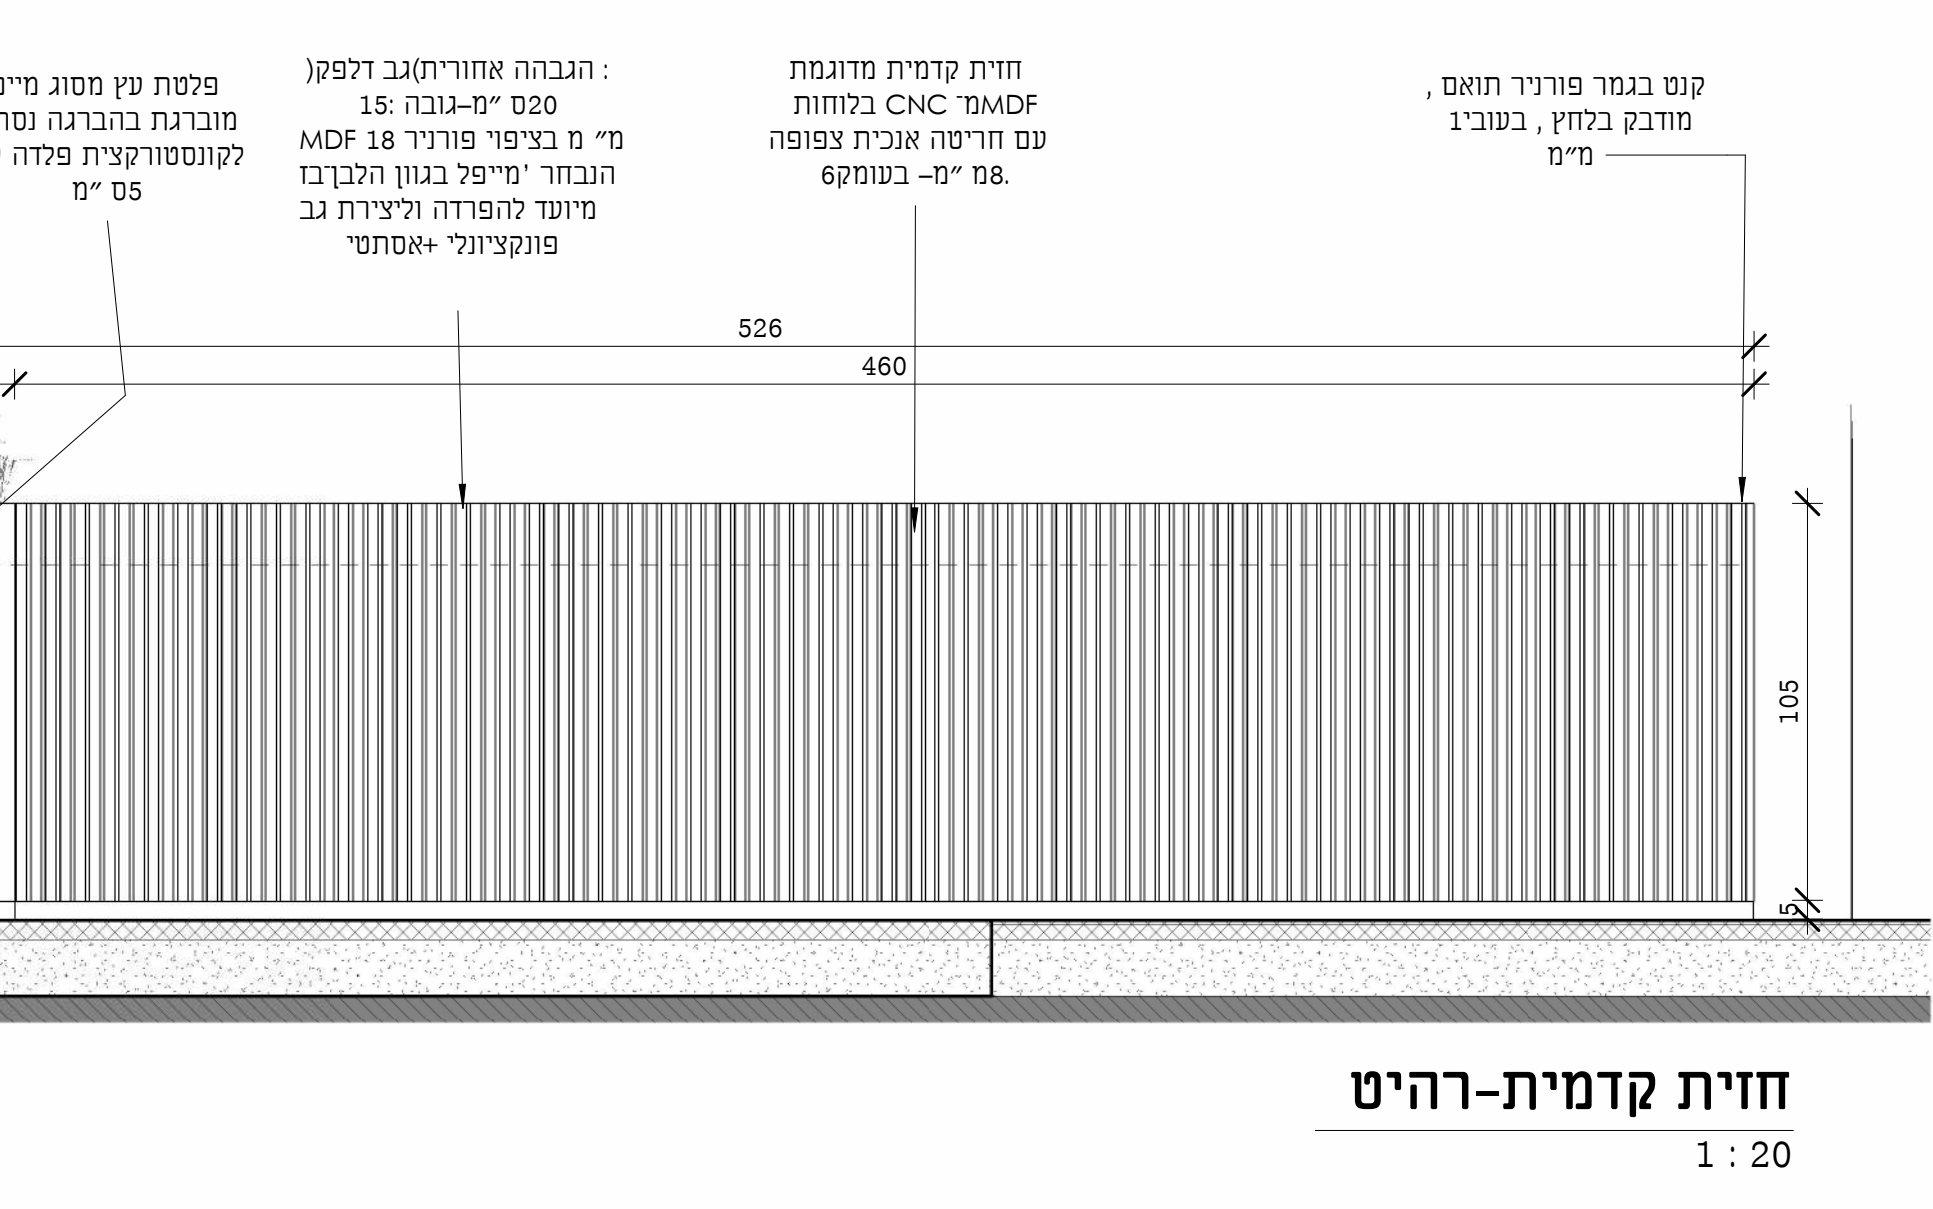 קנט בגמר פורניר תואם ,
מודבק בלחץ , בעובי1
מ״מ
חזית קדמית מדוגמת
MDFמ־ CNC בלוחות
עם חריטה אנכית צפופה
.8מ ״מ– בעומק6
: הגבהה אחורית)גב דלפק(
20ס ״מ–גובה :15
מ״ מ בציפוי פורניר MDF 18
הנבחר 'מייפל בגוון הלבן־בז
מיועד להפרדה וליצירת גב
פונקציונלי +אסתטי
פלטת עץ מסוג
מוברגת בהברגה
לקונסטורקצית פלדה
5ס ״מ
526
460
105
5
חזית קדמית–רהיט
1 : 20